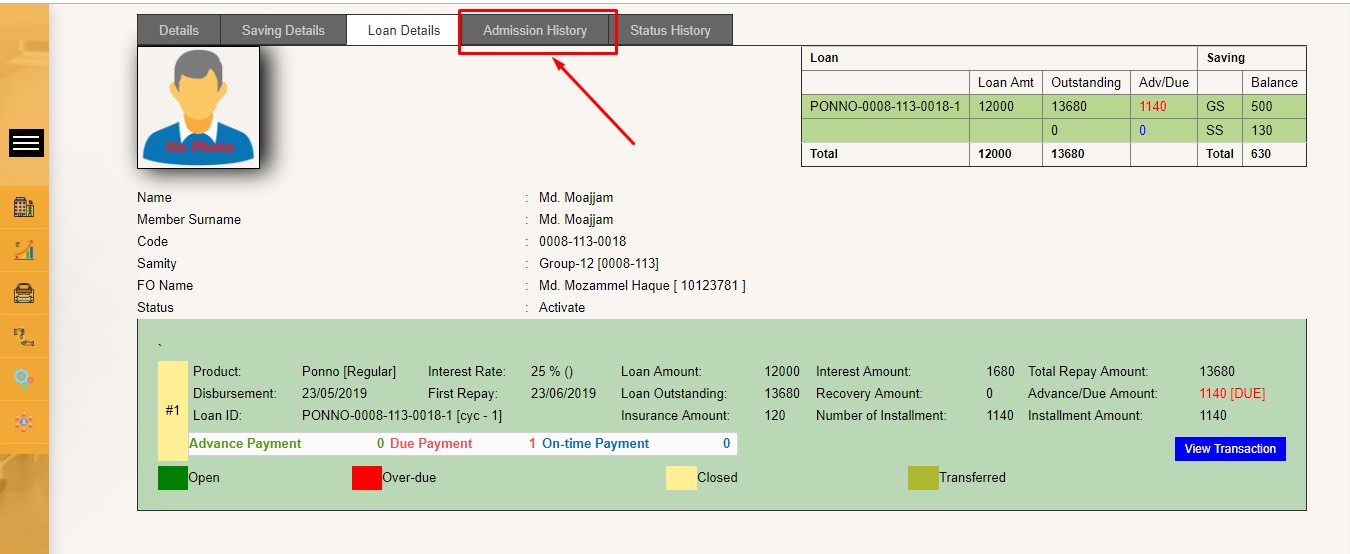 Details Saving Details Loan Details Admission History Status History
No Photo
Loan Saving
Loan Amt Outstanding Adv/Due Balance
PONNO-0008-113-0018-1 12000 13680 1140 GS 500
0 0 SS 130
Total 12000 13680 Total 630
Name : Md. Moajjam
Member Surname : Md. Moajjam
Code : 0008-113-0018
Samity : Group-12 [0008-113]
FO Name : Md. Mozammel Haque [ 10123781 ]
Status : Activate
`
#1
Product: Ponno [Regular] Interest Rate: 25 % () Loan Amount: 12000 Interest Amount: 1680 Total Repay Amount: 13680
Disbursement: 23/05/2019 First Repay: 23/06/2019 Loan Outstanding: 13680 Recovery Amount: 0 Advance/Due Amount: 1140 [DUE]
Loan ID: PONNO-0008-113-0018-1 [cyc - 1] Insurance Amount: 120 Number of Installment: 1140 Installment Amount: 1140
Advance Payment 0 Due Payment 1 On-time Payment 0
View Transaction
Open Over-due Closed Transferred